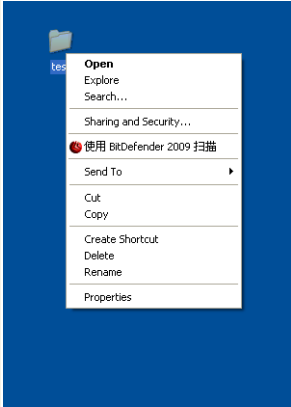 Open
Explore
Search...
Sharing and Security...
使用 BitDefender 2009 扫描
Send To
Cut
Copy
Create Shortcut
Delete
Rename
Properties